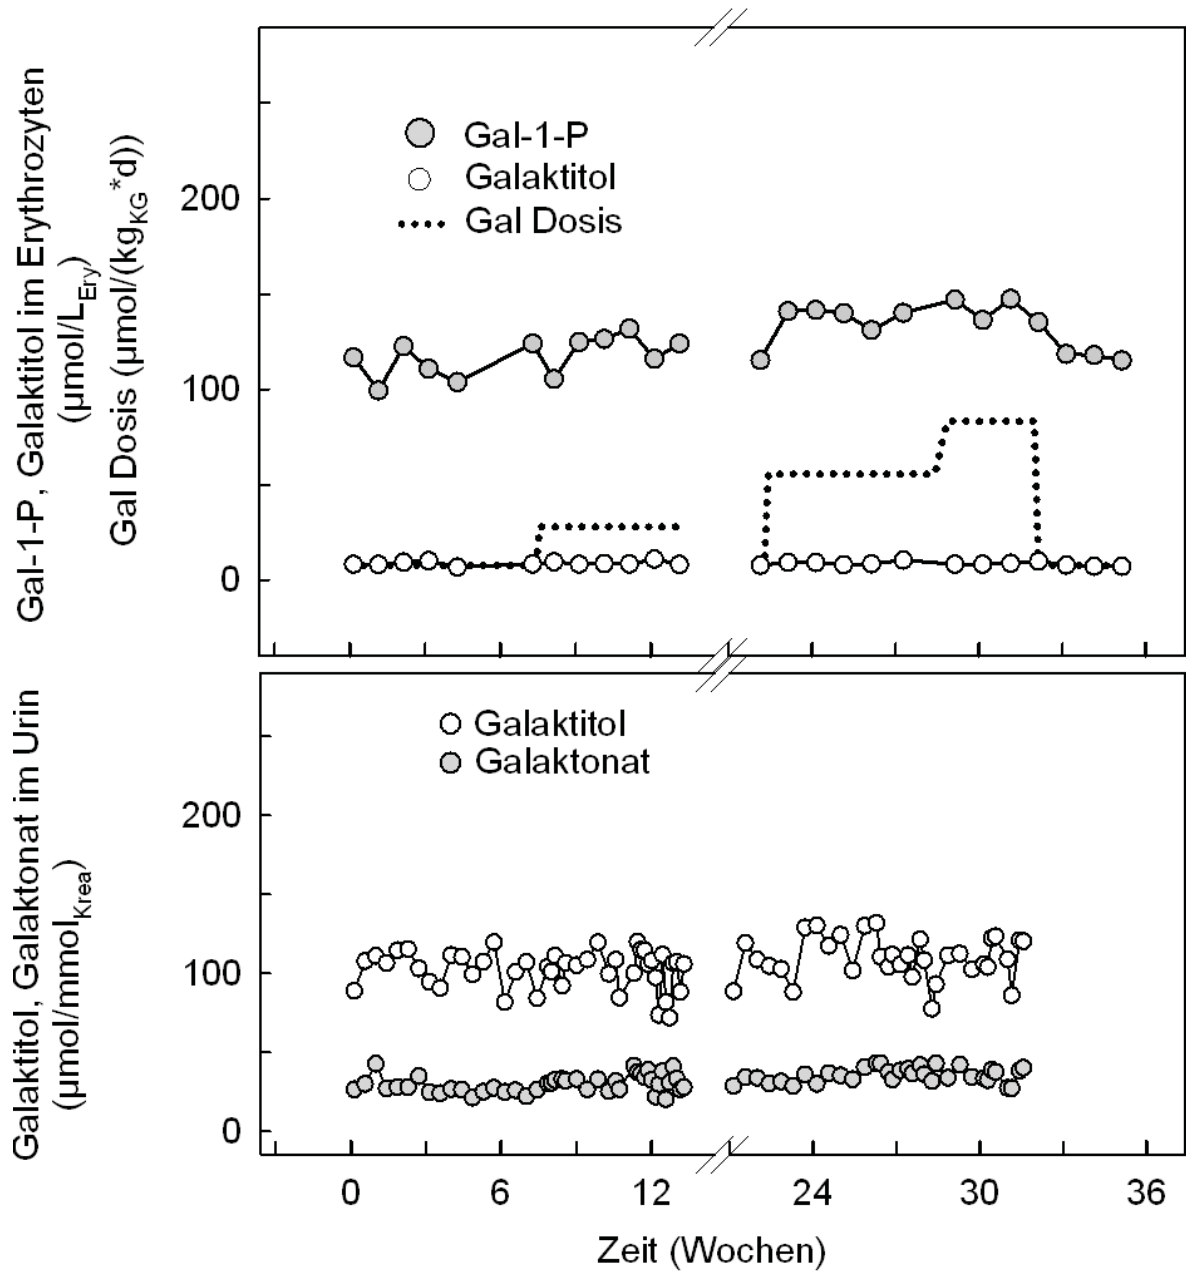 Gal-1-P, Galaktitol im Erythrozyten
(µmol/L_Ery)
Gal Dosis (µmol/(kg_KG*d))
200
100
0
Gal-1-P
Galaktitol
Gal Dosis
Galaktitol, Galaktonat im Urin
(µmol/mmol_Krea)
200
100
0
Galaktitol
Galaktonat
0 6 12 24 30 36
Zeit (Wochen)